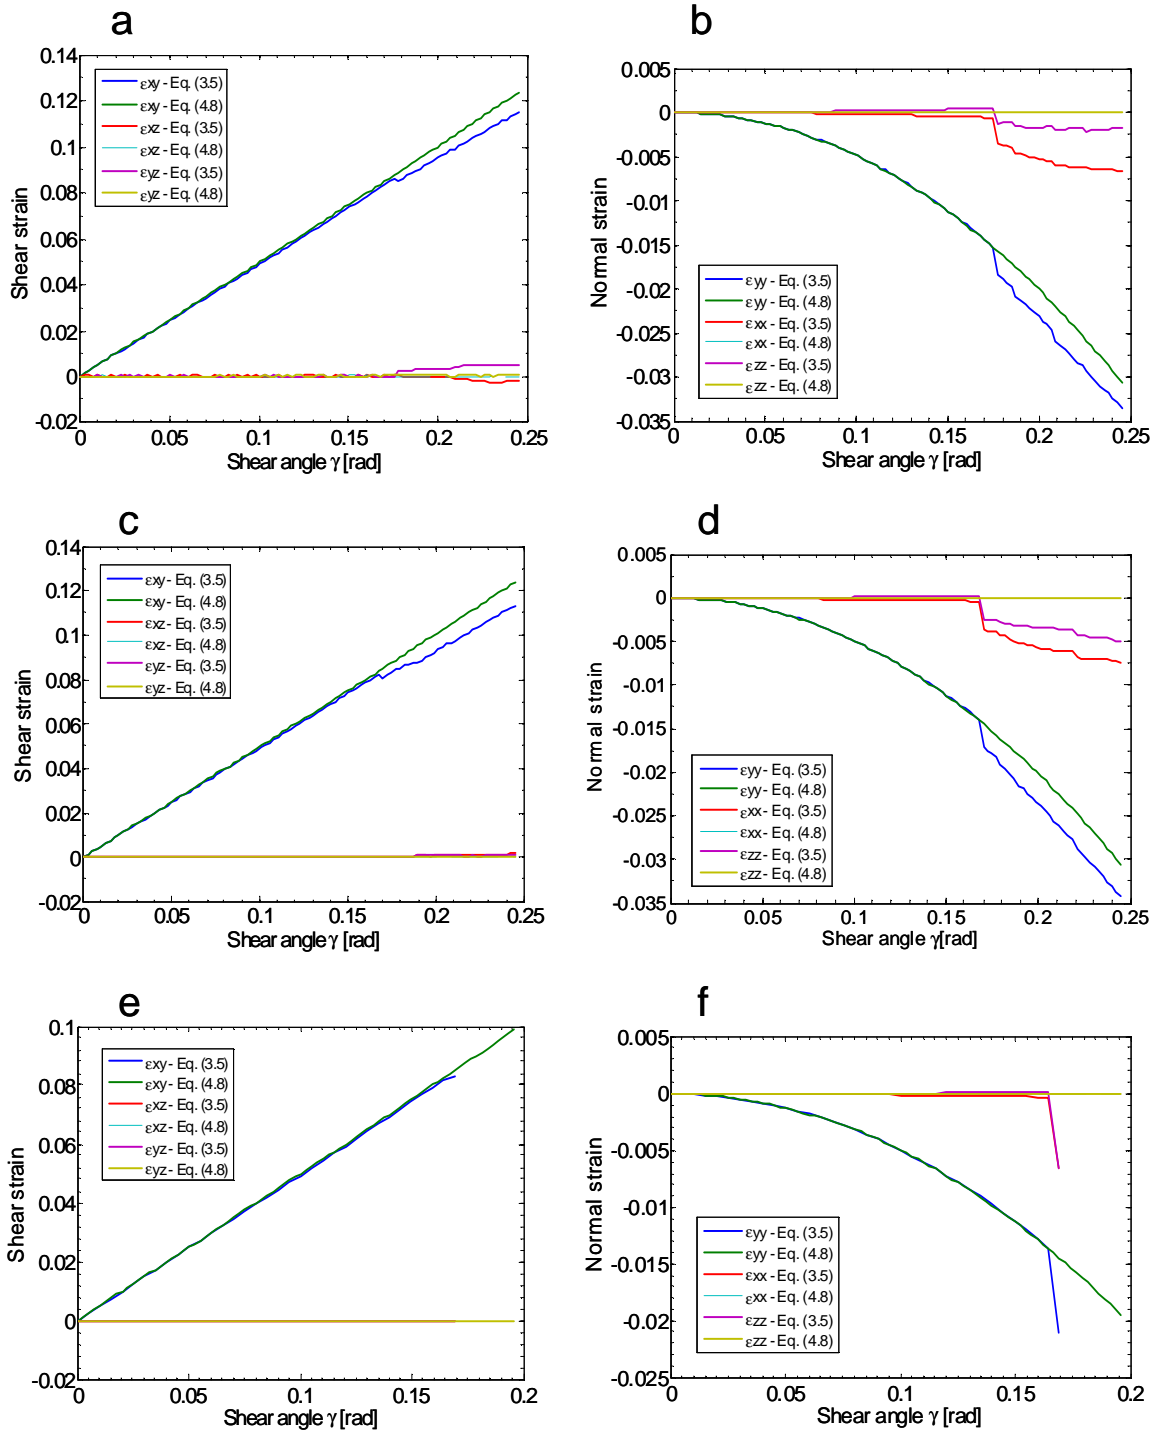 a
0.14
0.12
0.1
0.08
0.06
0.04
0.02
0
-0.02
Shear strain
εxy - Eq. (3.5)
εxy - Eq. (4.8)
εxz - Eq. (3.5)
εxz - Eq. (4.8)
εyz - Eq. (3.5)
εyz - Eq. (4.8)
0 0.05 0.1 0.15 0.2 0.25
Shear angle γ [rad]
b
0.005
0
-0.005
-0.01
-0.015
-0.02
-0.025
-0.03
-0.035
Normal strain
εyy - Eq. (3.5)
εyy - Eq. (4.8)
εxx - Eq. (3.5)
εxx - Eq. (4.8)
εzz - Eq. (3.5)
εzz - Eq. (4.8)
0 0.05 0.1 0.15 0.2 0.25
Shear angle γ [rad]
c
0.14
0.12
0.1
0.08
0.06
0.04
0.02
0
-0.02
Shear strain
εxy - Eq. (3.5)
εxy - Eq. (4.8)
εxz - Eq. (3.5)
εxz - Eq. (4.8)
εyz - Eq. (3.5)
εyz - Eq. (4.8)
0 0.05 0.1 0.15 0.2 0.25
Shear angle γ [rad]
d
0.005
0
-0.005
-0.01
-0.015
-0.02
-0.025
-0.03
-0.035
Normal strain
εyy - Eq. (3.5)
εyy - Eq. (4.8)
εxx - Eq. (3.5)
εxx - Eq. (4.8)
εzz - Eq. (3.5)
εzz - Eq. (4.8)
0 0.05 0.1 0.15 0.2 0.25
Shear angle γ[rad]
e
0.1
0.08
0.06
0.04
0.02
0
-0.02
Shear strain
εxy - Eq. (3.5)
εxy - Eq. (4.8)
εxz - Eq. (3.5)
εxz - Eq. (4.8)
εyz - Eq. (3.5)
εyz - Eq. (4.8)
0 0.05 0.1 0.15 0.2
Shear angle γ [rad]
f
0.005
0
-0.005
-0.01
-0.015
-0.02
-0.025
Normal strain
εyy - Eq. (3.5)
εyy - Eq. (4.8)
εxx - Eq. (3.5)
εxx - Eq. (4.8)
εzz - Eq. (3.5)
εzz - Eq. (4.8)
0 0.05 0.1 0.15 0.2
Shear angle γ [rad]